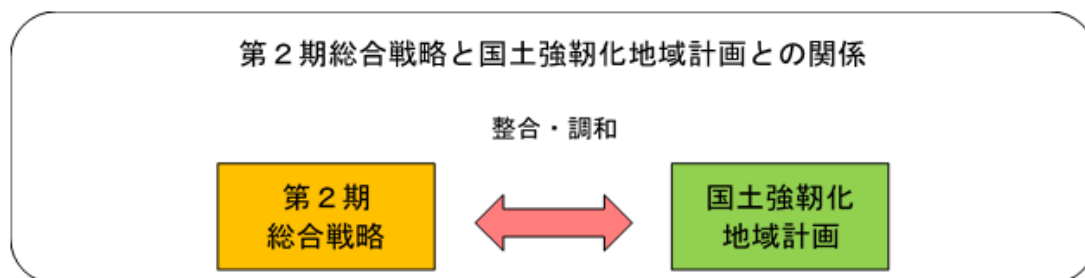 第２期総合戦略と国土強靭化地域計画との関係
整合・調和
第２期
総合戦略
国土強靭化
地域計画